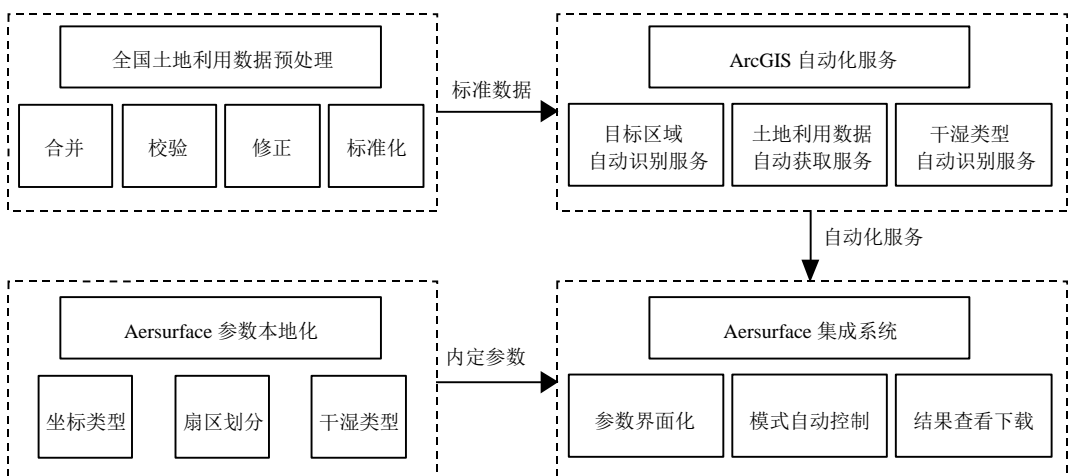 全国土地利用数据预处理
合并
校验
修正
标准化
标准数据
ArcGIS 自动化服务
目标区域
自动识别服务
土地利用数据
自动获取服务
干湿类型
自动识别服务
自动化服务
Aersurface 参数本地化
坐标类型
扇区划分
干湿类型
内定参数
Aersurface 集成系统
参数界面化
模式自动控制
结果查看下载